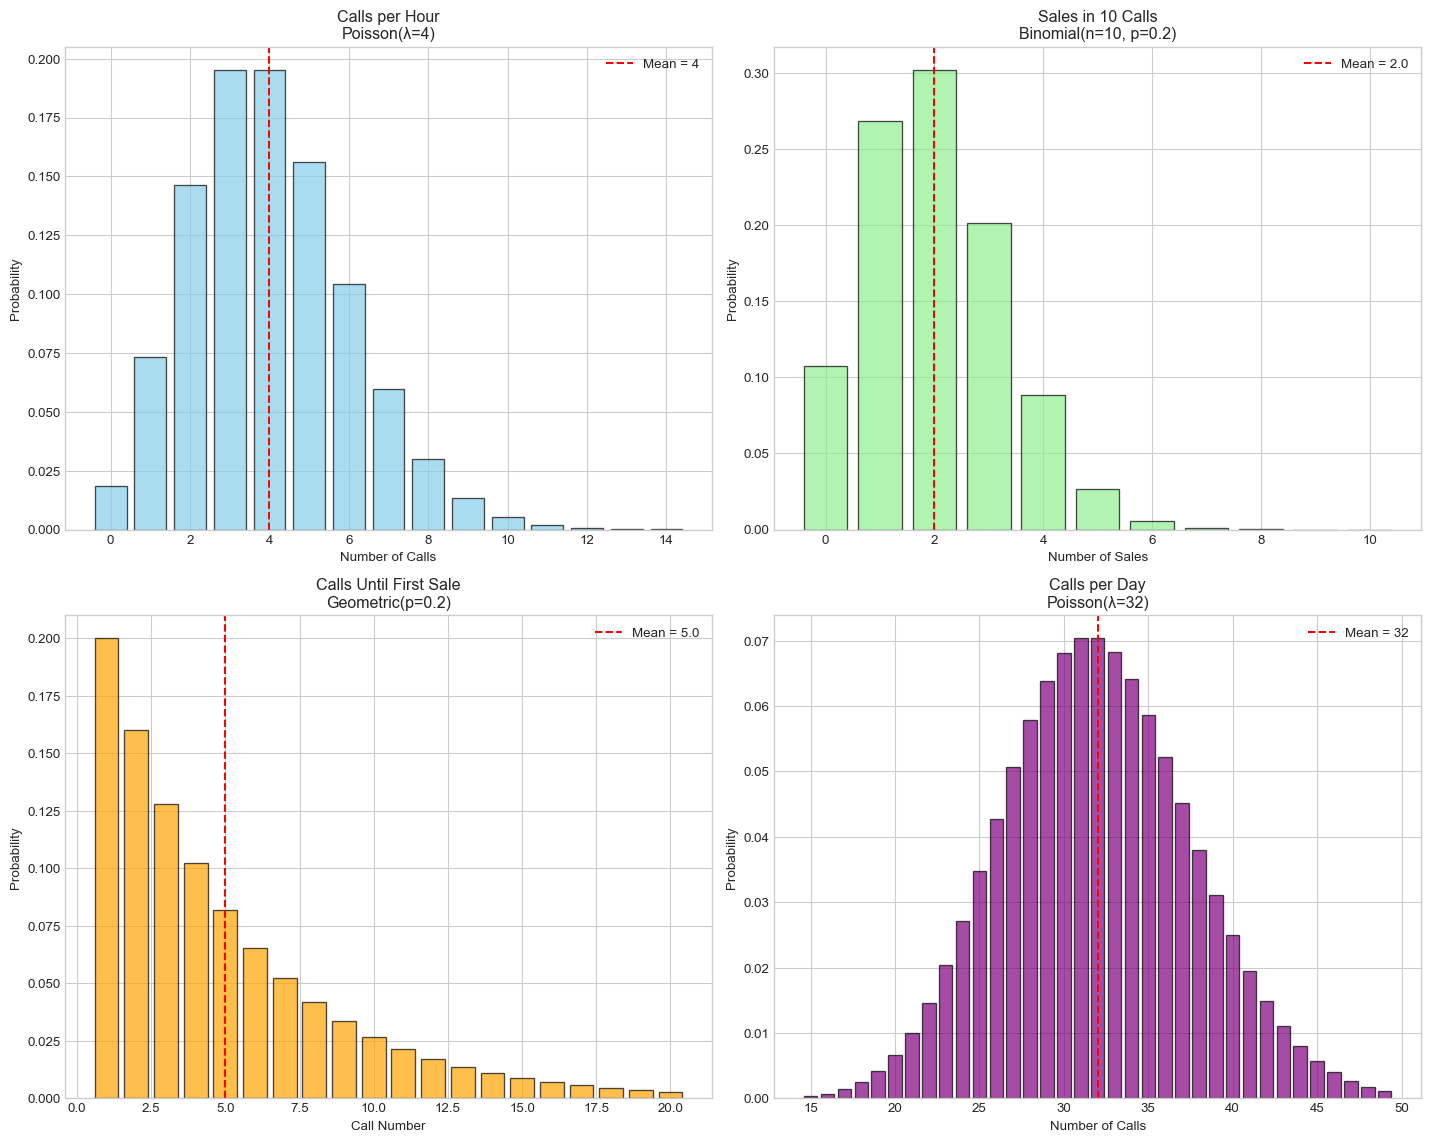 Calls per Hour
Poisson(λ=4)
Mean = 4
0.200
0.175
0.150
0.125
0.100
0.075
0.050
0.025
0.000
Probability
0 2 4 6 8 10 12 14
Number of Calls
Sales in 10 Calls
Binomial(n=10, p=0.2)
Mean = 2.0
0.30
0.25
0.20
0.15
0.10
0.05
0.00
Probability
0 2 4 6 8 10
Number of Sales
Calls Until First Sale
Geometric(p=0.2)
Mean = 5.0
0.200
0.175
0.150
0.125
0.100
0.075
0.050
0.025
0.000
Probability
0.0 2.5 5.0 7.5 10.0 12.5 15.0 17.5 20.0
Call Number
Calls per Day
Poisson(λ=32)
Mean = 32
0.07
0.06
0.05
0.04
0.03
0.02
0.01
0.00
Probability
15 20 25 30 35 40 45 50
Number of Calls